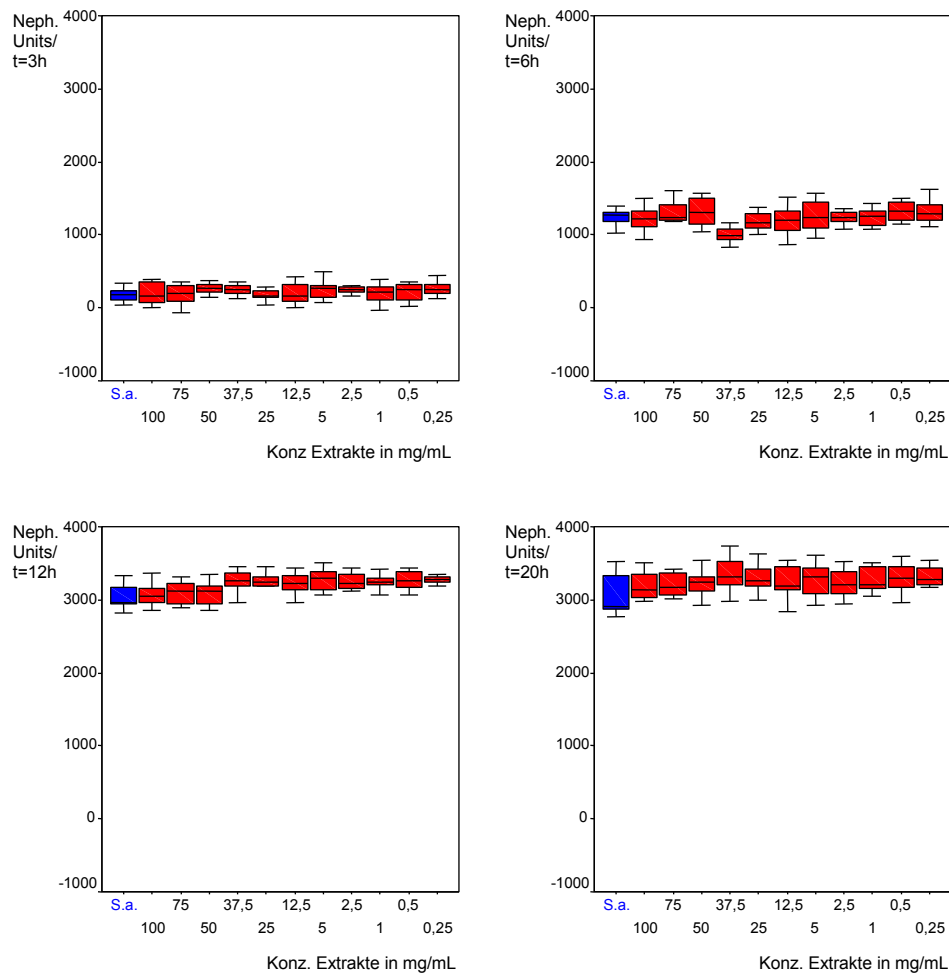 Neph.
Units/
t=3h
4000
3000
2000
1000
0
-1000
S.a. 75 37,5 12,5 2,5 0,5
100 50 25 5 1 0,25
Konz Extrakte in mg/mL
Neph.
Units/
t=6h
4000
3000
2000
1000
0
-1000
S.a. 75 37,5 12,5 2,5 0,5
100 50 25 5 1 0,25
Konz. Extrakte in mg/mL
Neph.
Units/
t=12h
4000
3000
2000
1000
0
-1000
S.a. 75 37,5 12,5 2,5 0,5
100 50 25 5 1 0,25
Konz. Extrakte in mg/mL
Neph.
Units/
t=20h
4000
3000
2000
1000
0
-1000
S.a. 75 37,5 12,5 2,5 0,5
100 50 25 5 1 0,25
Konz. Extrakte in mg/mL